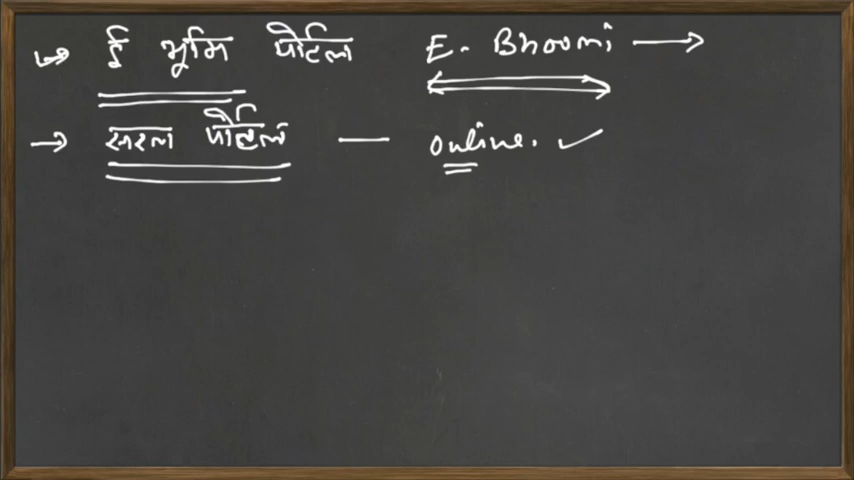 ई भूमि पोर्टल E. Bhoomi →
→ सरल पोर्टल — online. ✓